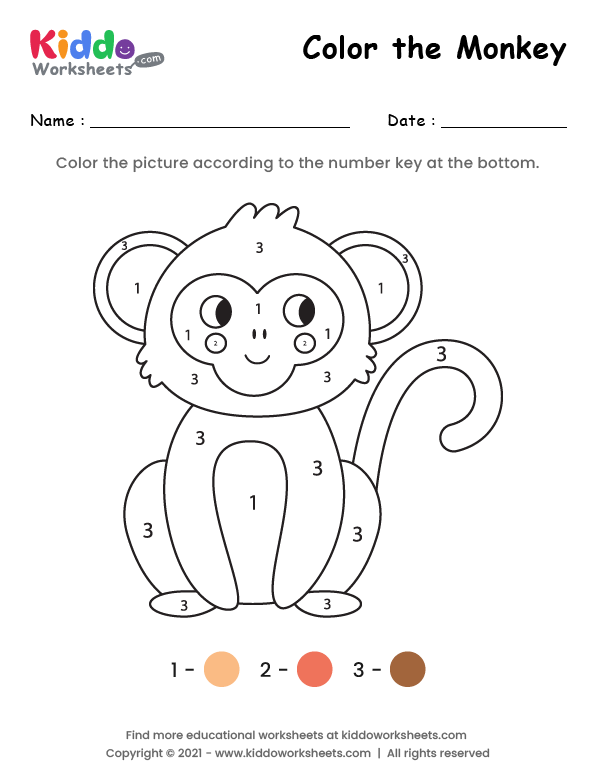 Kiddo
Worksheets .com
Color the Monkey
Name : Date :
Color the picture according to the number key at the bottom.
3
3
3
1
1
1
1
1
2
2
3
3
3
3
3
1
3
3
3
3
1 - 2 - 3 -
Find more educational worksheets at kiddoworksheets.com
Copyright © 2021 - www.kiddoworksheets.com | All rights reserved